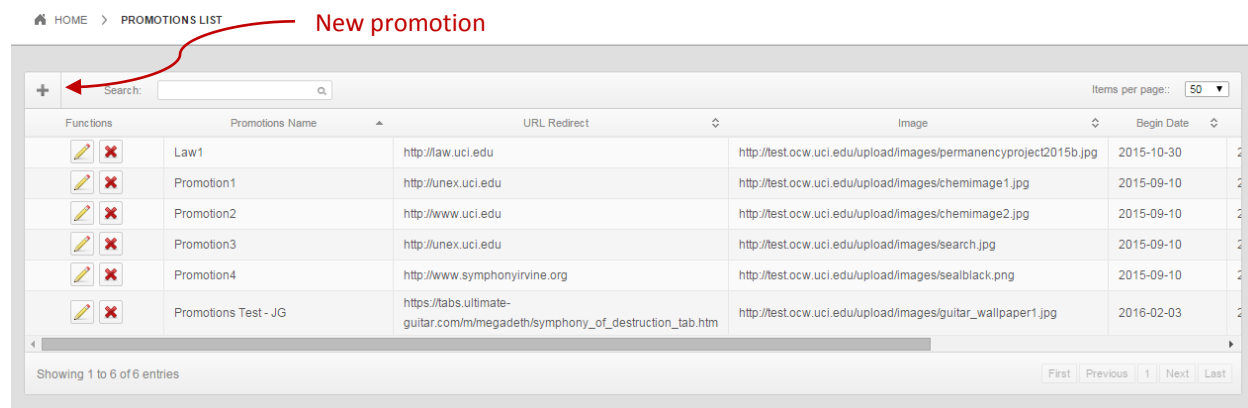 HOME > PROMOTIONS LIST
New promotion
+ Search: Items per page:: 50
Functions Promotions Name URL Redirect Image Begin Date
Law1 http://law.uci.edu http://test.ocw.uci.edu/upload/images/permanencyproject2015b.jpg 2015-10-30 2
Promotion1 http://unex.uci.edu http://test.ocw.uci.edu/upload/images/chemimage1.jpg 2015-09-10 2
Promotion2 http://www.uci.edu http://test.ocw.uci.edu/upload/images/chemimage2.jpg 2015-09-10 2
Promotion3 http://unex.uci.edu http://test.ocw.uci.edu/upload/images/search.jpg 2015-09-10 2
Promotion4 http://www.symphonyirvine.org http://test.ocw.uci.edu/upload/images/sealblack.png 2015-09-10 2
https://tabs.ultimate-
Promotions Test - JG http://test.ocw.uci.edu/upload/images/guitar_wallpaper1.jpg 2016-02-03 2
guitar.com/m/megadeth/symphony_of_destruction_tab.htm
Showing 1 to 6 of 6 entries First Previous 1 Next Last